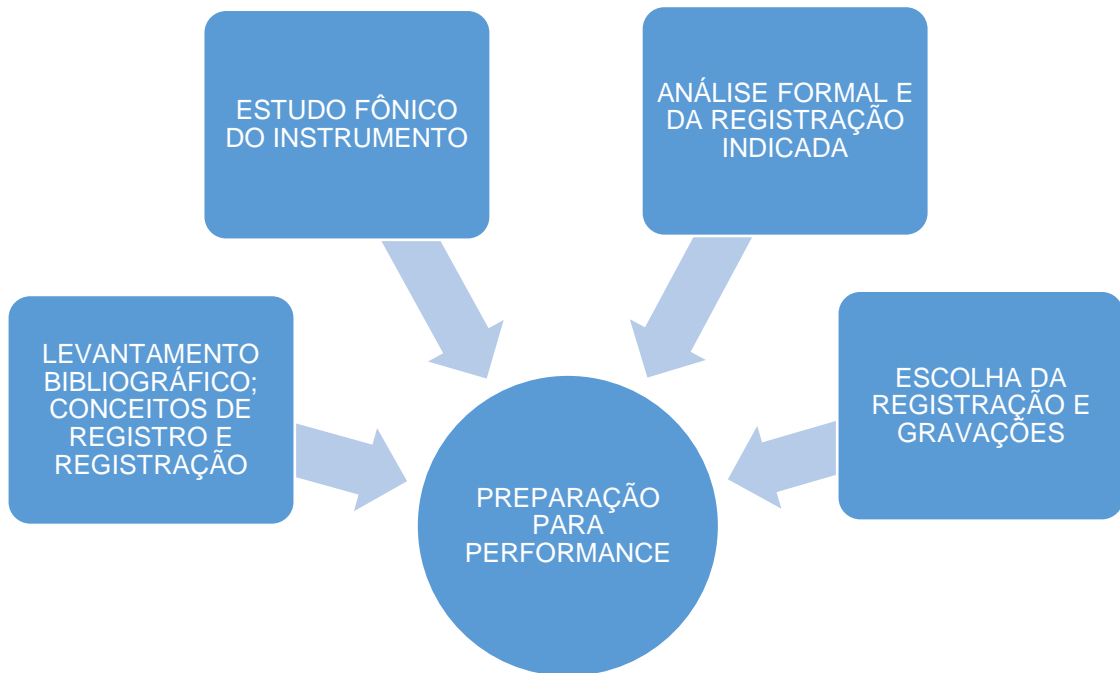 ESTUDO FÔNICO
DO INSTRUMENTO
ANÁLISE FORMAL E
DA REGISTRAÇÃO
INDICADA
LEVANTAMENTO
BIBLIOGRÁFICO;
CONCEITOS DE
REGISTRO E
REGISTRAÇÃO
ESCOLHA DA
REGISTRAÇÃO E
GRAVAÇÕES
PREPARAÇÃO
PARA
PERFORMANCE